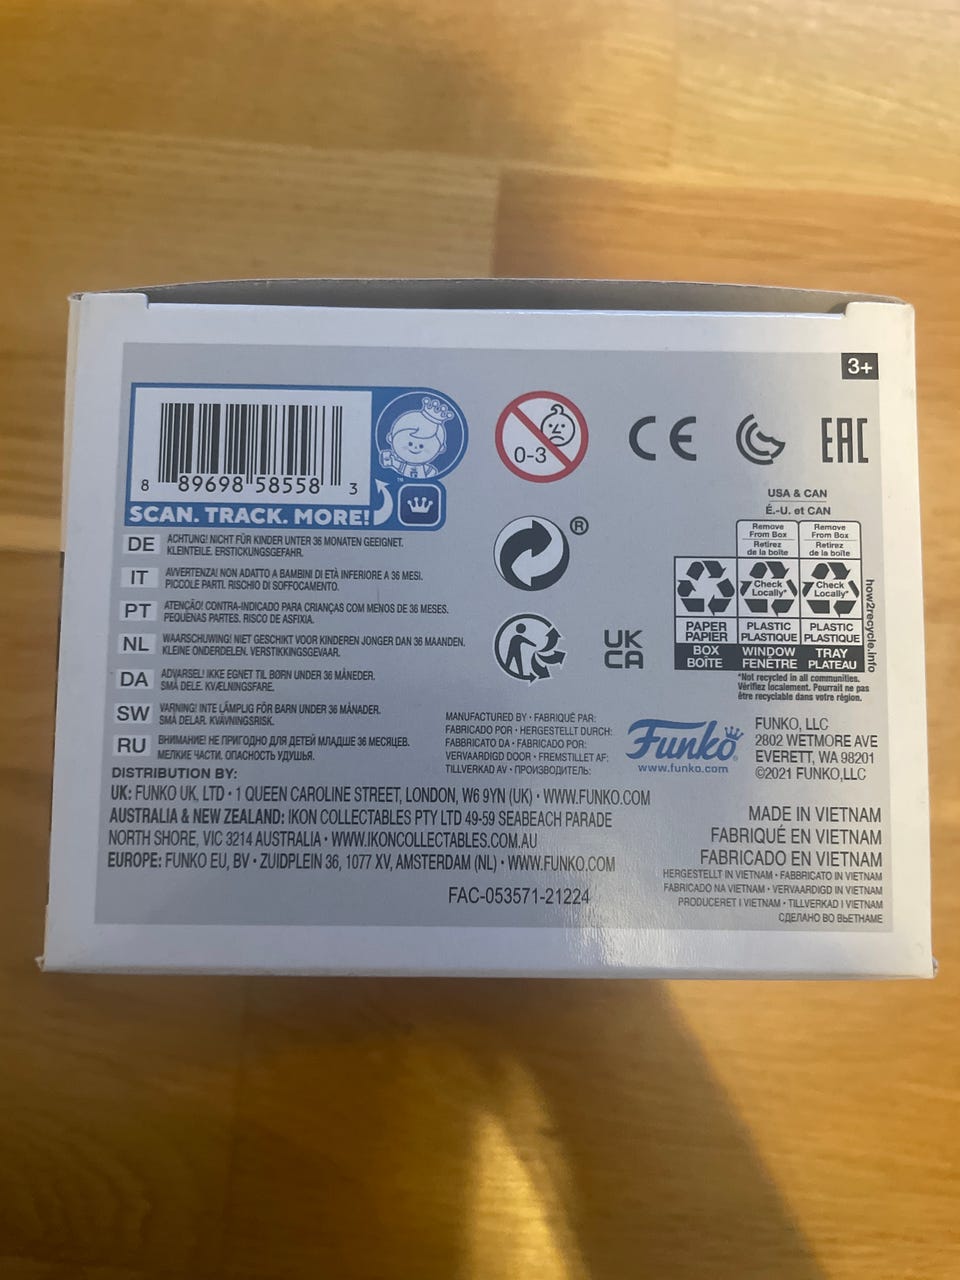 3+
8 89698 58558 3
™
SCAN. TRACK. MORE!
0-3
CE
EAC
DE ACHTUNG! NICHT FÜR KINDER UNTER 36 MONATEN GEEIGNET.
KLEINTEILE. ERSTICKUNGSGEFAHR.
IT AVVERTENZA! NON ADATTO A BAMBINI DI ETÀ INFERIORE A 36 MESI.
PICCOLE PARTI. RISCHIO DI SOFFOCAMENTO.
PT ATENÇÃO! CONTRA-INDICADO PARA CRIANÇAS COM MENOS DE 36 MESES.
PEQUENAS PARTES. RISCO DE ASFIXIA.
NL WAARSCHUWING! NIET GESCHIKT VOOR KINDEREN JONGER DAN 36 MAANDEN.
KLEINE ONDERDELEN. VERSTIKKINGSGEVAAR.
DA ADVARSEL! IKKE EGNET TIL BØRN UNDER 36 MÅNEDER.
SMÅ DELE. KVÆLNINGSFARE.
SW VARNING! INTE LÄMPLIG FÖR BARN UNDER 36 MÅNADER.
SMÅ DELAR. KVÄVNINGSRISK.
RU ВНИМАНИЕ! НЕ ПРИГОДНО ДЛЯ ДЕТЕЙ МЛАДШЕ 36 МЕСЯЦЕВ.
МЕЛКИЕ ЧАСТИ. ОПАСНОСТЬ УДУШЬЯ.
®
UK
CA
USA & CAN
É.-U. et CAN
Remove From Box
Retirez de la boîte
Remove From Box
Retirez de la boîte
Check Locally*
Check Locally*
PAPER
PAPIER
BOX
BOÎTE
PLASTIC
PLASTIQUE
WINDOW
FENÊTRE
PLASTIC
PLASTIQUE
TRAY
PLATEAU
how2recycle.info
*Not recycled in all communities.
Vérifiez localement. Pourrait ne pas
être recyclable dans votre région.
MANUFACTURED BY • FABRIQUÉ PAR:
FABRICADO POR • HERGESTELLT DURCH:
FABBRICATO DA • FABRICADO POR:
VERVAARDIGD DOOR • FREMSTILLET AF:
TILLVERKAD AV • ПРОИЗВОДИТЕЛЬ:
Funko®
www.funko.com
FUNKO, LLC
2802 WETMORE AVE
EVERETT, WA 98201
©2021 FUNKO,LLC
DISTRIBUTION BY:
UK: FUNKO UK, LTD • 1 QUEEN CAROLINE STREET, LONDON, W6 9YN (UK) • WWW.FUNKO.COM
AUSTRALIA & NEW ZEALAND: IKON COLLECTABLES PTY LTD 49-59 SEABEACH PARADE
NORTH SHORE, VIC 3214 AUSTRALIA • WWW.IKONCOLLECTABLES.COM.AU
EUROPE: FUNKO EU, BV • ZUIDPLEIN 36, 1077 XV, AMSTERDAM (NL) • WWW.FUNKO.COM
FAC-053571-21224
MADE IN VIETNAM
FABRIQUÉ EN VIETNAM
FABRICADO EN VIETNAM
HERGESTELLT IN VIETNAM • FABBRICATO IN VIETNAM
FABRICADO NA VIETNAM • VERVAARDIGD IN VIETNAM
PRODUCERET I VIETNAM • TILLVERKAD I VIETNAM
СДЕЛАНО ВО ВЬЕТНАМЕ